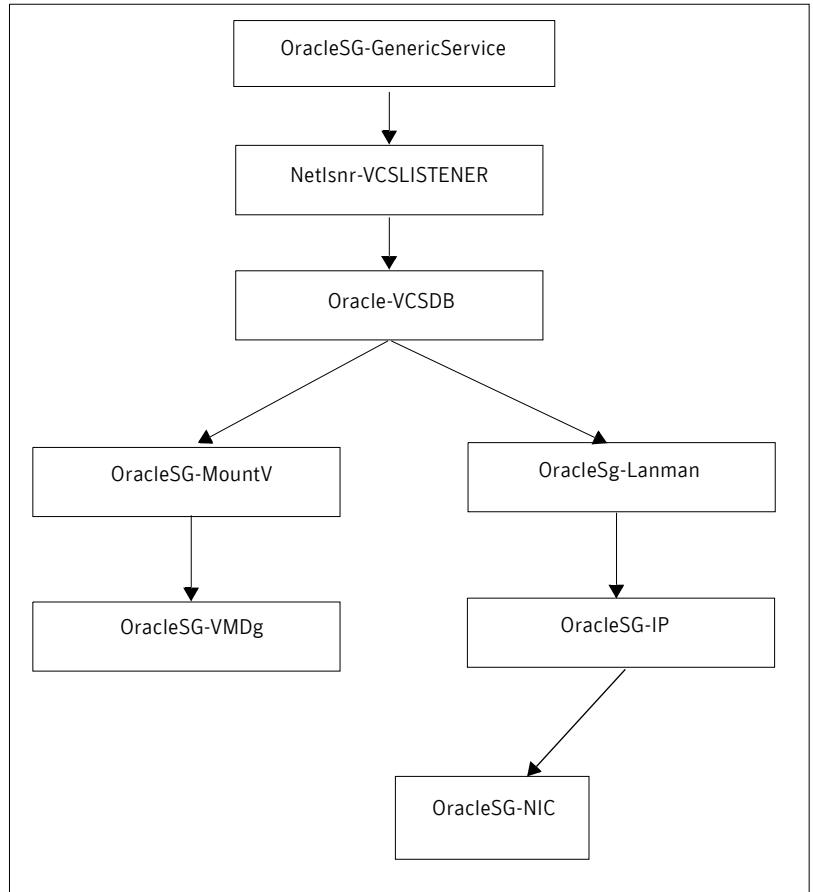 OracleSG-GenericService
Netlsnr-VCSLISTENER
Oracle-VCSDB
OracleSG-MountV
OracleSg-Lanman
OracleSG-VMDg
OracleSG-IP
OracleSG-NIC